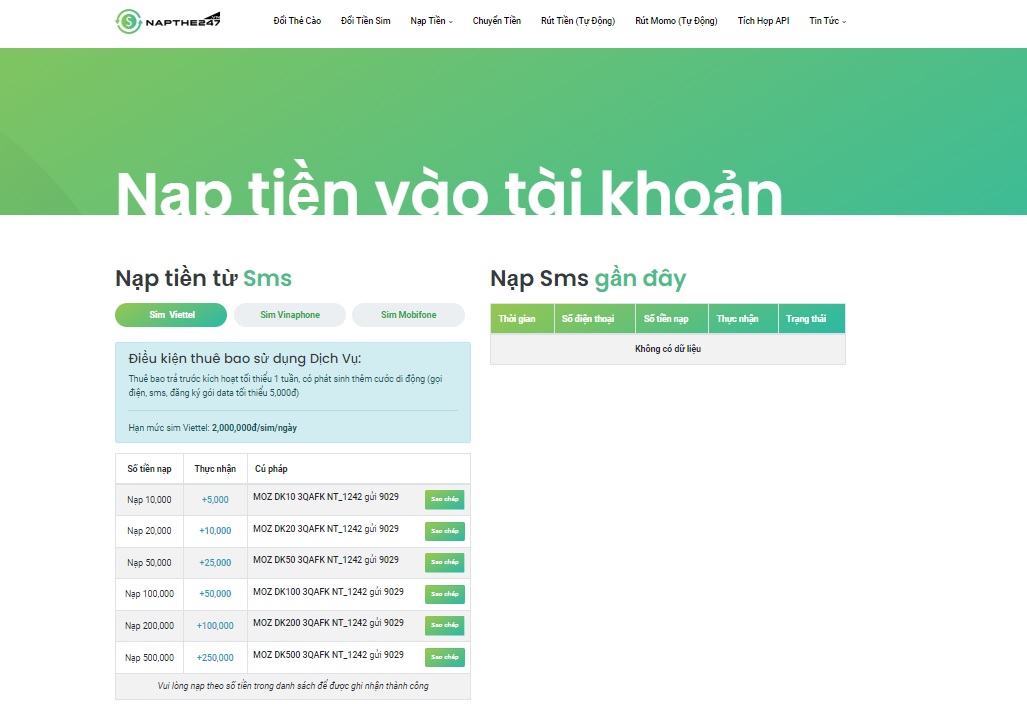 NAPTHE247
Đổi Thẻ Cào Đổi Tiền Sim Nạp Tiền Chuyển Tiền Rút Tiền (Tự Động) Rút Momo (Tự Động) Tích Hợp API Tin Tức
Nạp tiền vào tài khoản
Nạp tiền từ Sms
Sim Viettel Sim Vinaphone Sim Mobifone
Điều kiện thuê bao sử dụng Dịch Vụ:
Thuê bao trả trước kích hoạt tối thiểu 1 tuần, có phát sinh thêm cước di động (gọi
điện, sms, đăng ký gói data tối thiểu 5,000đ)
Hạn mức sim Viettel: 2,000,000đ/sim/ngày
Số tiền nạp Thực nhận Cú pháp
Nạp 10,000 +5,000 MOZ DK10 3QAFK NT_1242 gửi 9029 Sao chép
Nạp 20,000 +10,000 MOZ DK20 3QAFK NT_1242 gửi 9029 Sao chép
Nạp 50,000 +25,000 MOZ DK50 3QAFK NT_1242 gửi 9029 Sao chép
Nạp 100,000 +50,000 MOZ DK100 3QAFK NT_1242 gửi 9029 Sao chép
Nạp 200,000 +100,000 MOZ DK200 3QAFK NT_1242 gửi 9029 Sao chép
Nạp 500,000 +250,000 MOZ DK500 3QAFK NT_1242 gửi 9029 Sao chép
Vui lòng nạp theo số tiền trong danh sách để được ghi nhận thành công
Nạp Sms gần đây
Thời gian Số điện thoại Số tiền nạp Thực nhận Trạng thái
Không có dữ liệu